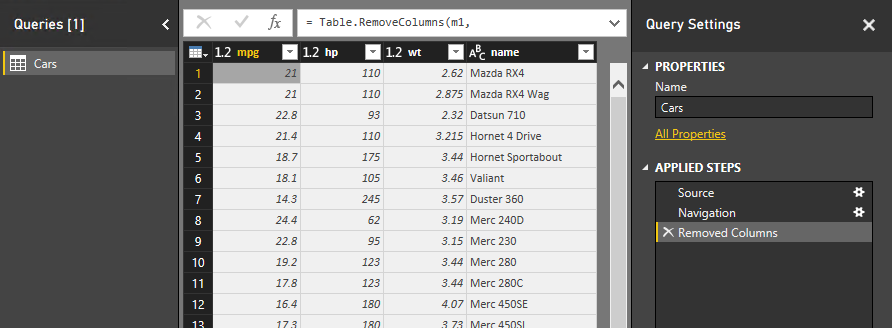 Queries [1]
Cars
fx = Table.RemoveColumns(m1,
1.2 mpg 1.2 hp 1.2 wt ABC name
1 21 110 2.62 Mazda RX4
2 21 110 2.875 Mazda RX4 Wag
3 22.8 93 2.32 Datsun 710
4 21.4 110 3.215 Hornet 4 Drive
5 18.7 175 3.44 Hornet Sportabout
6 18.1 105 3.46 Valiant
7 14.3 245 3.57 Duster 360
8 24.4 62 3.19 Merc 240D
9 22.8 95 3.15 Merc 230
10 19.2 123 3.44 Merc 280
11 17.8 123 3.44 Merc 280C
12 16.4 180 4.07 Merc 450SE
13 17.3 180 3.73 Merc 450SL
Query Settings
PROPERTIES
Name
Cars
All Properties
APPLIED STEPS
Source
Navigation
Removed Columns